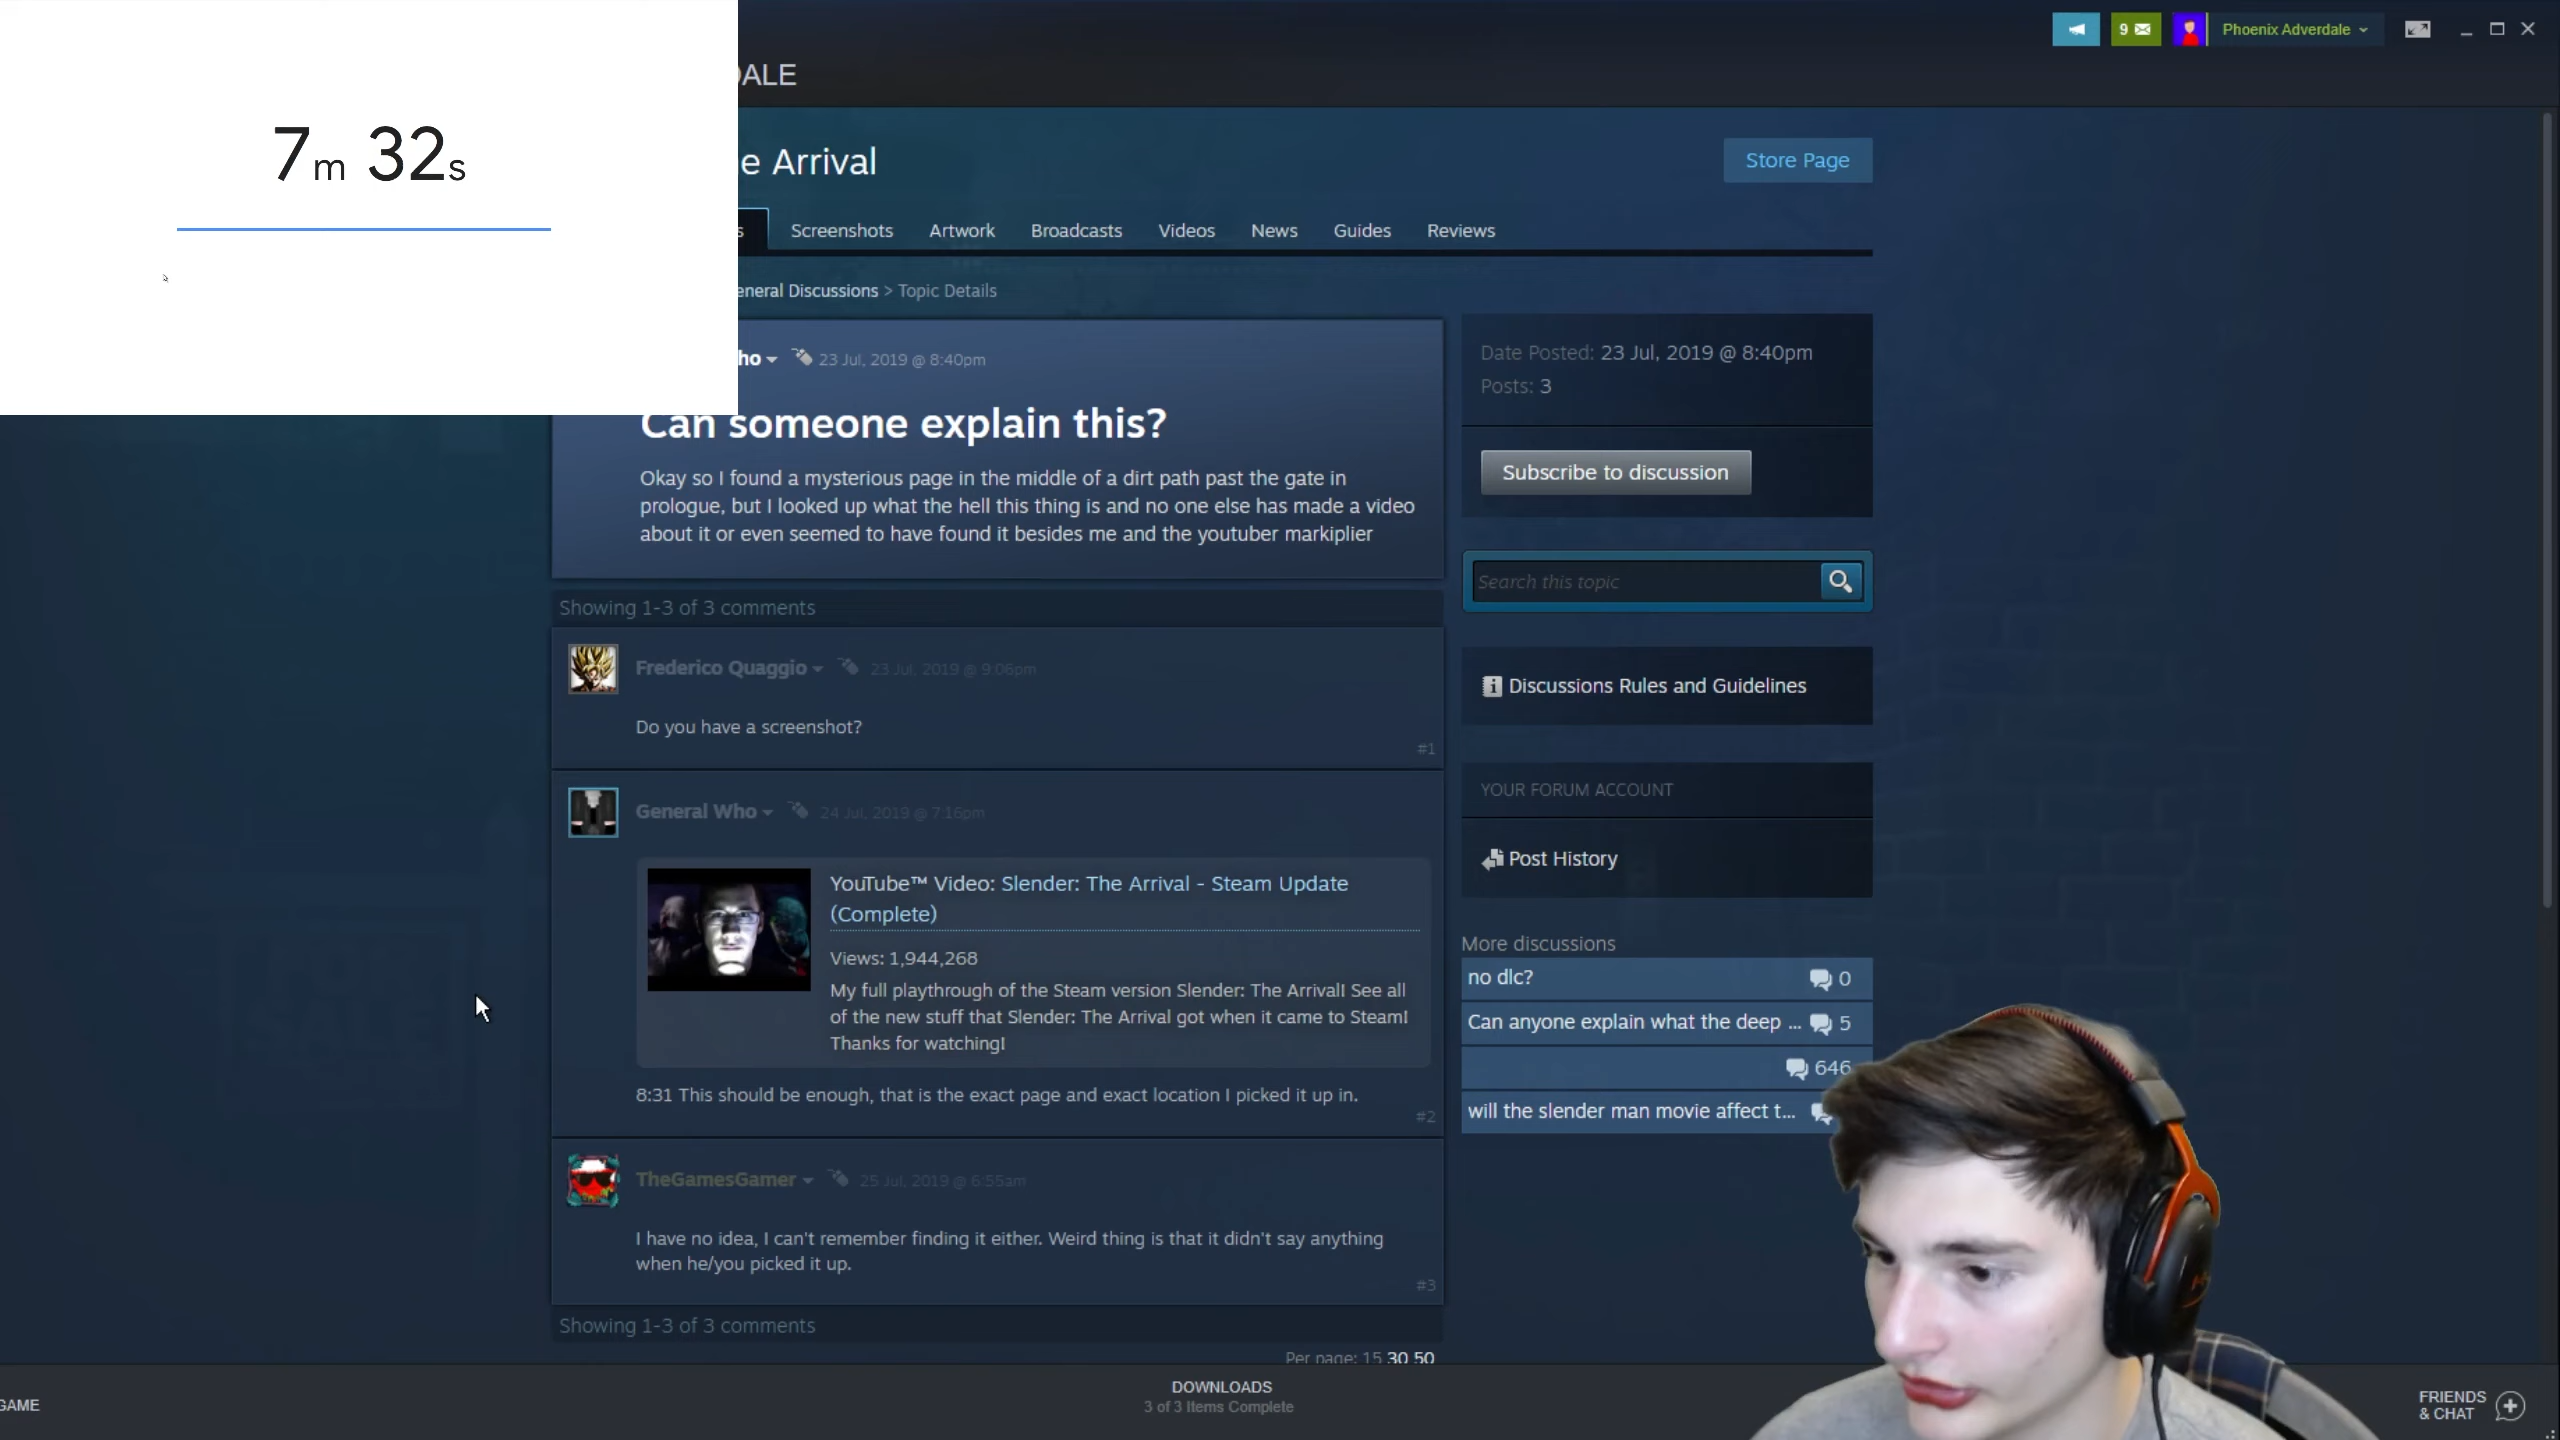 9
Phoenix Adverdale
DALE
7m 32s
e Arrival
Store Page
s
Screenshots
Artwork
Broadcasts
Videos
News
Guides
Reviews
eneral Discussions > Topic Details
ho
23 Jul, 2019 @ 8:40pm
Can someone explain this?
Okay so I found a mysterious page in the middle of a dirt path past the gate in
prologue, but I looked up what the hell this thing is and no one else has made a video
about it or even seemed to have found it besides me and the youtuber markiplier
Date Posted: 23 Jul, 2019 @ 8:40pm
Posts: 3
Subscribe to discussion
Search this topic
Discussions Rules and Guidelines
YOUR FORUM ACCOUNT
Post History
More discussions
no dlc? 0
Can anyone explain what the deep ... 5
646
will the slender man movie affect t...
Showing 1-3 of 3 comments
Frederico Quaggio
23 Jul, 2019 @ 9:06pm
Do you have a screenshot?
#1
General Who
24 Jul, 2019 @ 7:16pm
YouTube™ Video: Slender: The Arrival - Steam Update
(Complete)
Views: 1,944,268
My full playthrough of the Steam version Slender: The Arrival! See all
of the new stuff that Slender: The Arrival got when it came to Steam!
Thanks for watching!
8:31 This should be enough, that is the exact page and exact location I picked it up in.
#2
TheGamesGamer
25 Jul, 2019 @ 6:55am
I have no idea, I can't remember finding it either. Weird thing is that it didn't say anything
when he/you picked it up.
#3
Showing 1-3 of 3 comments
Per page: 15 30 50
GAME
DOWNLOADS
3 of 3 Items Complete
FRIENDS
& CHAT